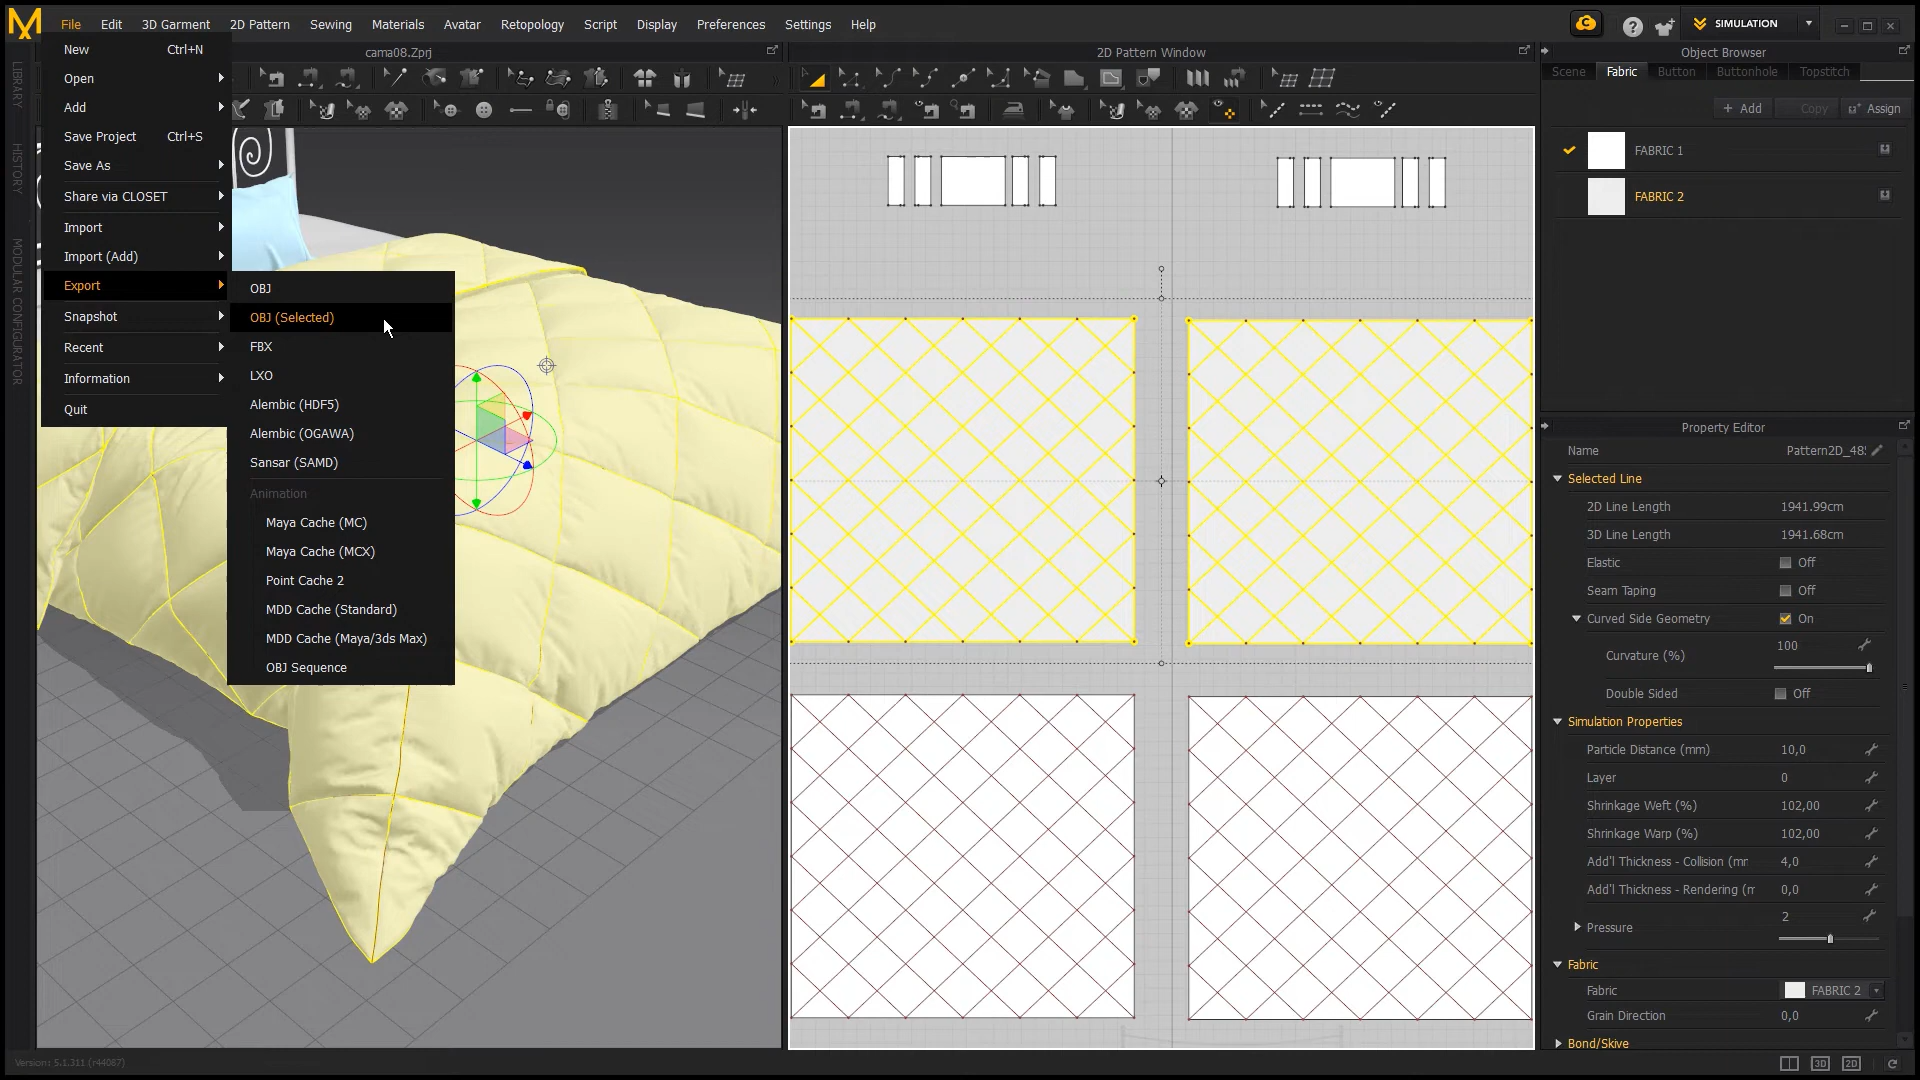 File Edit 3D Garment 2D Pattern Sewing Materials Avatar Retopology Script Display Preferences Settings Help
SIMULATION
cama08.Zprj
2D Pattern Window
Object Browser
New Ctrl+N
Open
Add
Save Project Ctrl+S
Save As
Share via CLOSET
Import
Import (Add)
Export
Snapshot
Recent
Information
Quit
OBJ
OBJ (Selected)
FBX
LXO
Alembic (HDF5)
Alembic (OGAWA)
Sansar (SAMD)
Animation
Maya Cache (MC)
Maya Cache (MCX)
Point Cache 2
MDD Cache (Standard)
MDD Cache (Maya/3ds Max)
OBJ Sequence
LIBRARY
HISTORY
MODULAR CONFIGURATOR
Scene Fabric Button Buttonhole Topstitch
+ Add Copy Assign
FABRIC 1
FABRIC 2
Property Editor
Name Pattern2D_48
Selected Line
2D Line Length 1941.99cm
3D Line Length 1941.68cm
Elastic Off
Seam Taping Off
Curved Side Geometry On
Curvature (%) 100
Double Sided Off
Simulation Properties
Particle Distance (mm) 10,0
Layer 0
Shrinkage Weft (%) 102,00
Shrinkage Warp (%) 102,00
Add'l Thickness - Collision (mr 4,0
Add'l Thickness - Rendering (r 0,0
Pressure 2
Fabric
Fabric FABRIC 2
Grain Direction 0,0
Bond/Skive
Version: 5.1.311 (r44087)
3D 2D